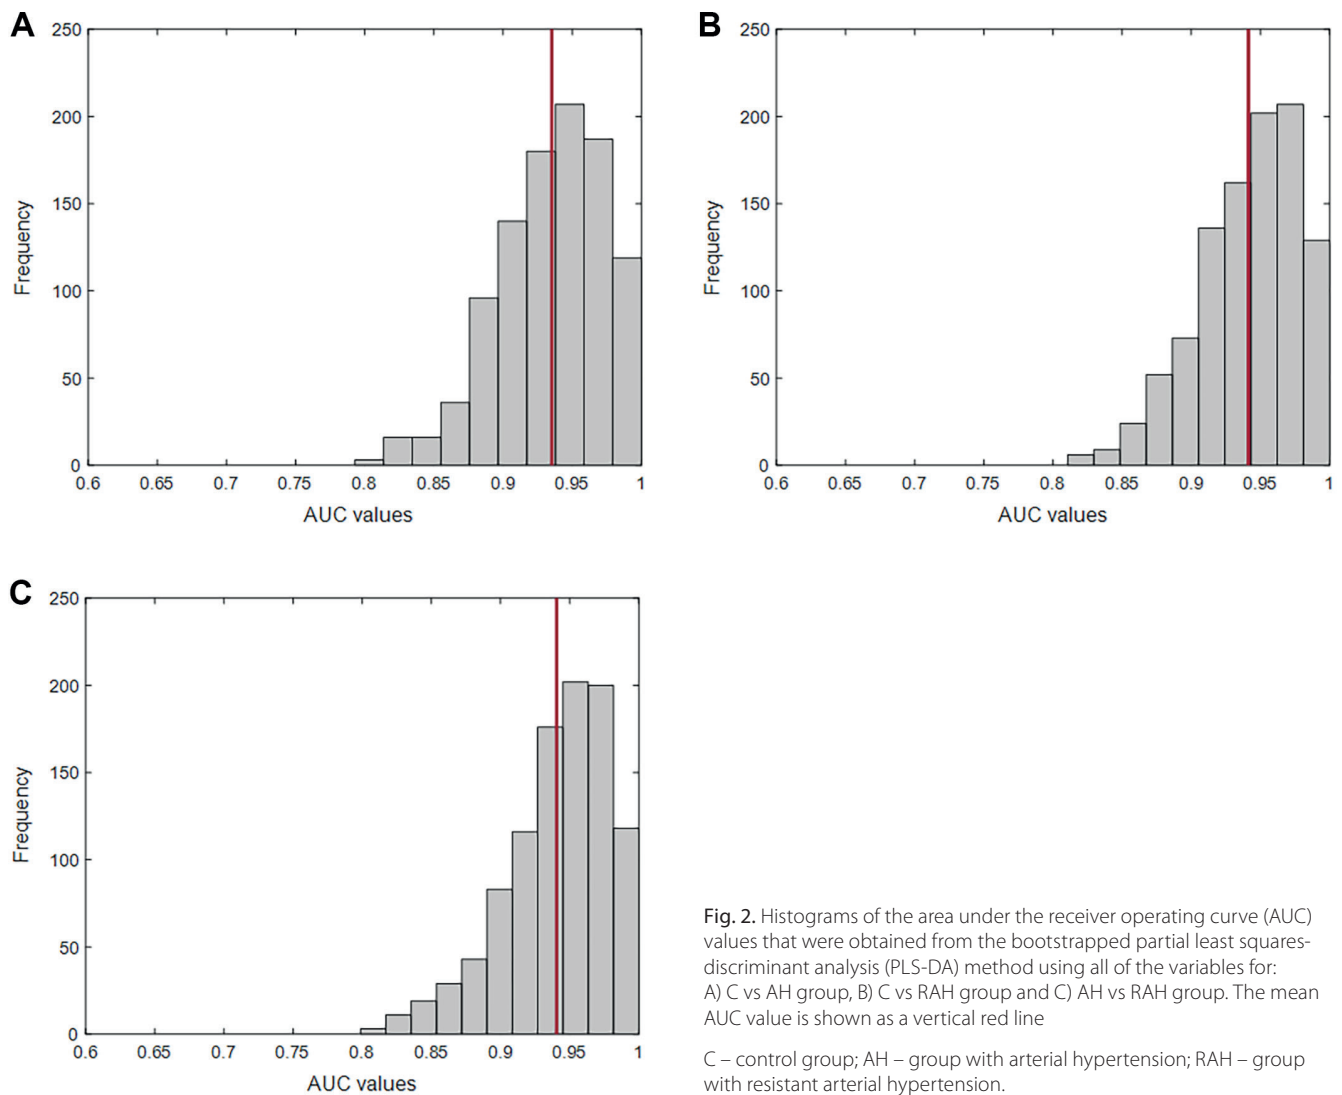 A
250
200
150
100
50
0
Frequency
0.6 0.65 0.7 0.75 0.8 0.85 0.9 0.95 1
AUC values
B
250
200
150
100
50
0
Frequency
0.6 0.65 0.7 0.75 0.8 0.85 0.9 0.95 1
AUC values
C
250
200
150
100
50
0
Frequency
0.6 0.65 0.7 0.75 0.8 0.85 0.9 0.95 1
AUC values
Fig. 2. Histograms of the area under the receiver operating curve (AUC)
values that were obtained from the bootstrapped partial least squares-
discriminant analysis (PLS-DA) method using all of the variables for:
A) C vs AH group, B) C vs RAH group and C) AH vs RAH group. The mean
AUC value is shown as a vertical red line
C – control group; AH – group with arterial hypertension; RAH – group
with resistant arterial hypertension.